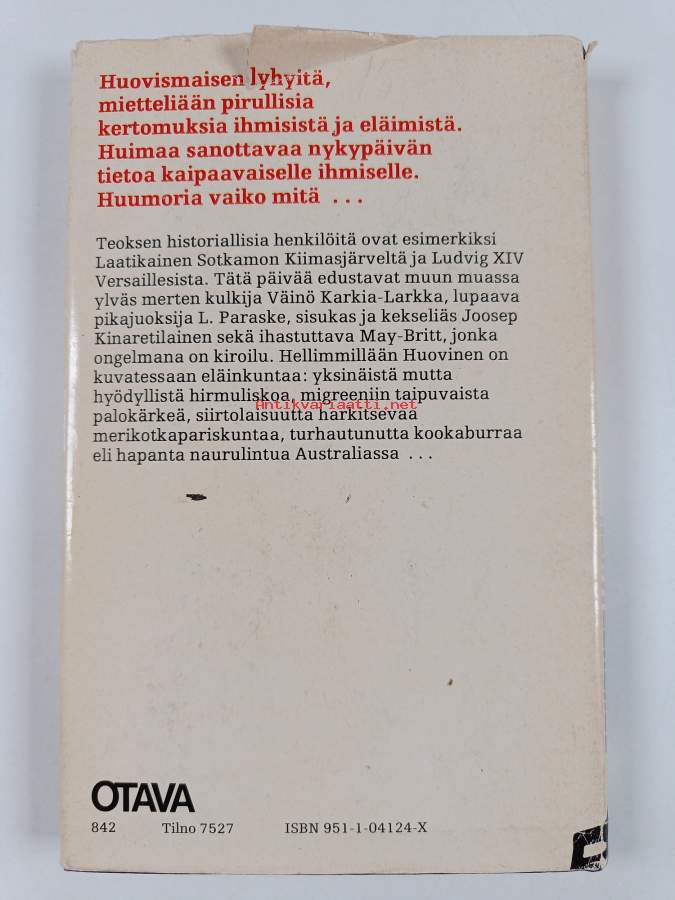 Huovismaisen lyhyitä,
mietteliään pirullisia
kertomuksia ihmisistä ja eläimistä.
Huimaa sanottavaa nykypäivän
tietoa kaipaavaiselle ihmiselle.
Huumoria vaiko mitä ...
Teoksen historiallisia henkilöitä ovat esimerkiksi
Laatikainen Sotkamon Kiimasjärveltä ja Ludvig XIV
Versaillesista. Tätä päivää edustavat muun muassa
ylväs merten kulkija Väinö Karkia-Larkka, lupaava
pikajuoksija L. Paraske, sisukas ja kekseliäs Joosep
Kinaretilainen sekä ihastuttava May-Britt, jonka
ongelmana on kiroilu. Hellimmillään Huovinen on
kuvatessaan eläinkuntaa: yksinäistä mutta
hyödyllistä hirmuliskoa, migreeniin taipuvaista
Antikvariaatti.net
palokärkeä, siirtolaisuutta harkitsevaa
merikotkapariskuntaa, turhautunutta kookaburraa
eli hapanta naurulintua Australiassa ...
OTAVA
842 Tilno 7527 ISBN 951-1-04124-X